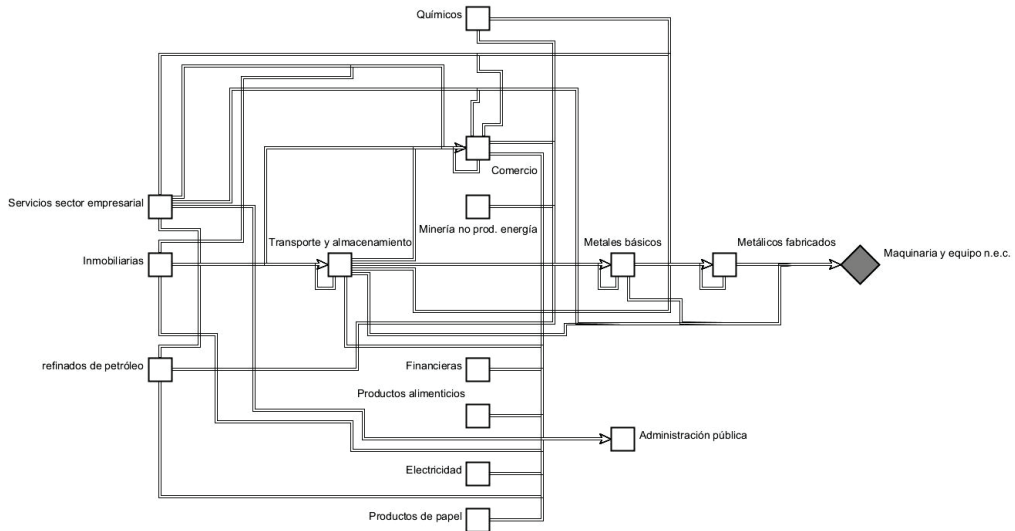 Químicos
Comercio
Servicios sector empresarial
Minería no prod. energía
Transporte y almacenamiento
Metales básicos
Metálicos fabricados
Inmobiliarias
Maquinaria y equipo n.e.c.
refinados de petróleo
Financieras
Productos alimenticios
Administración pública
Electricidad
Productos de papel